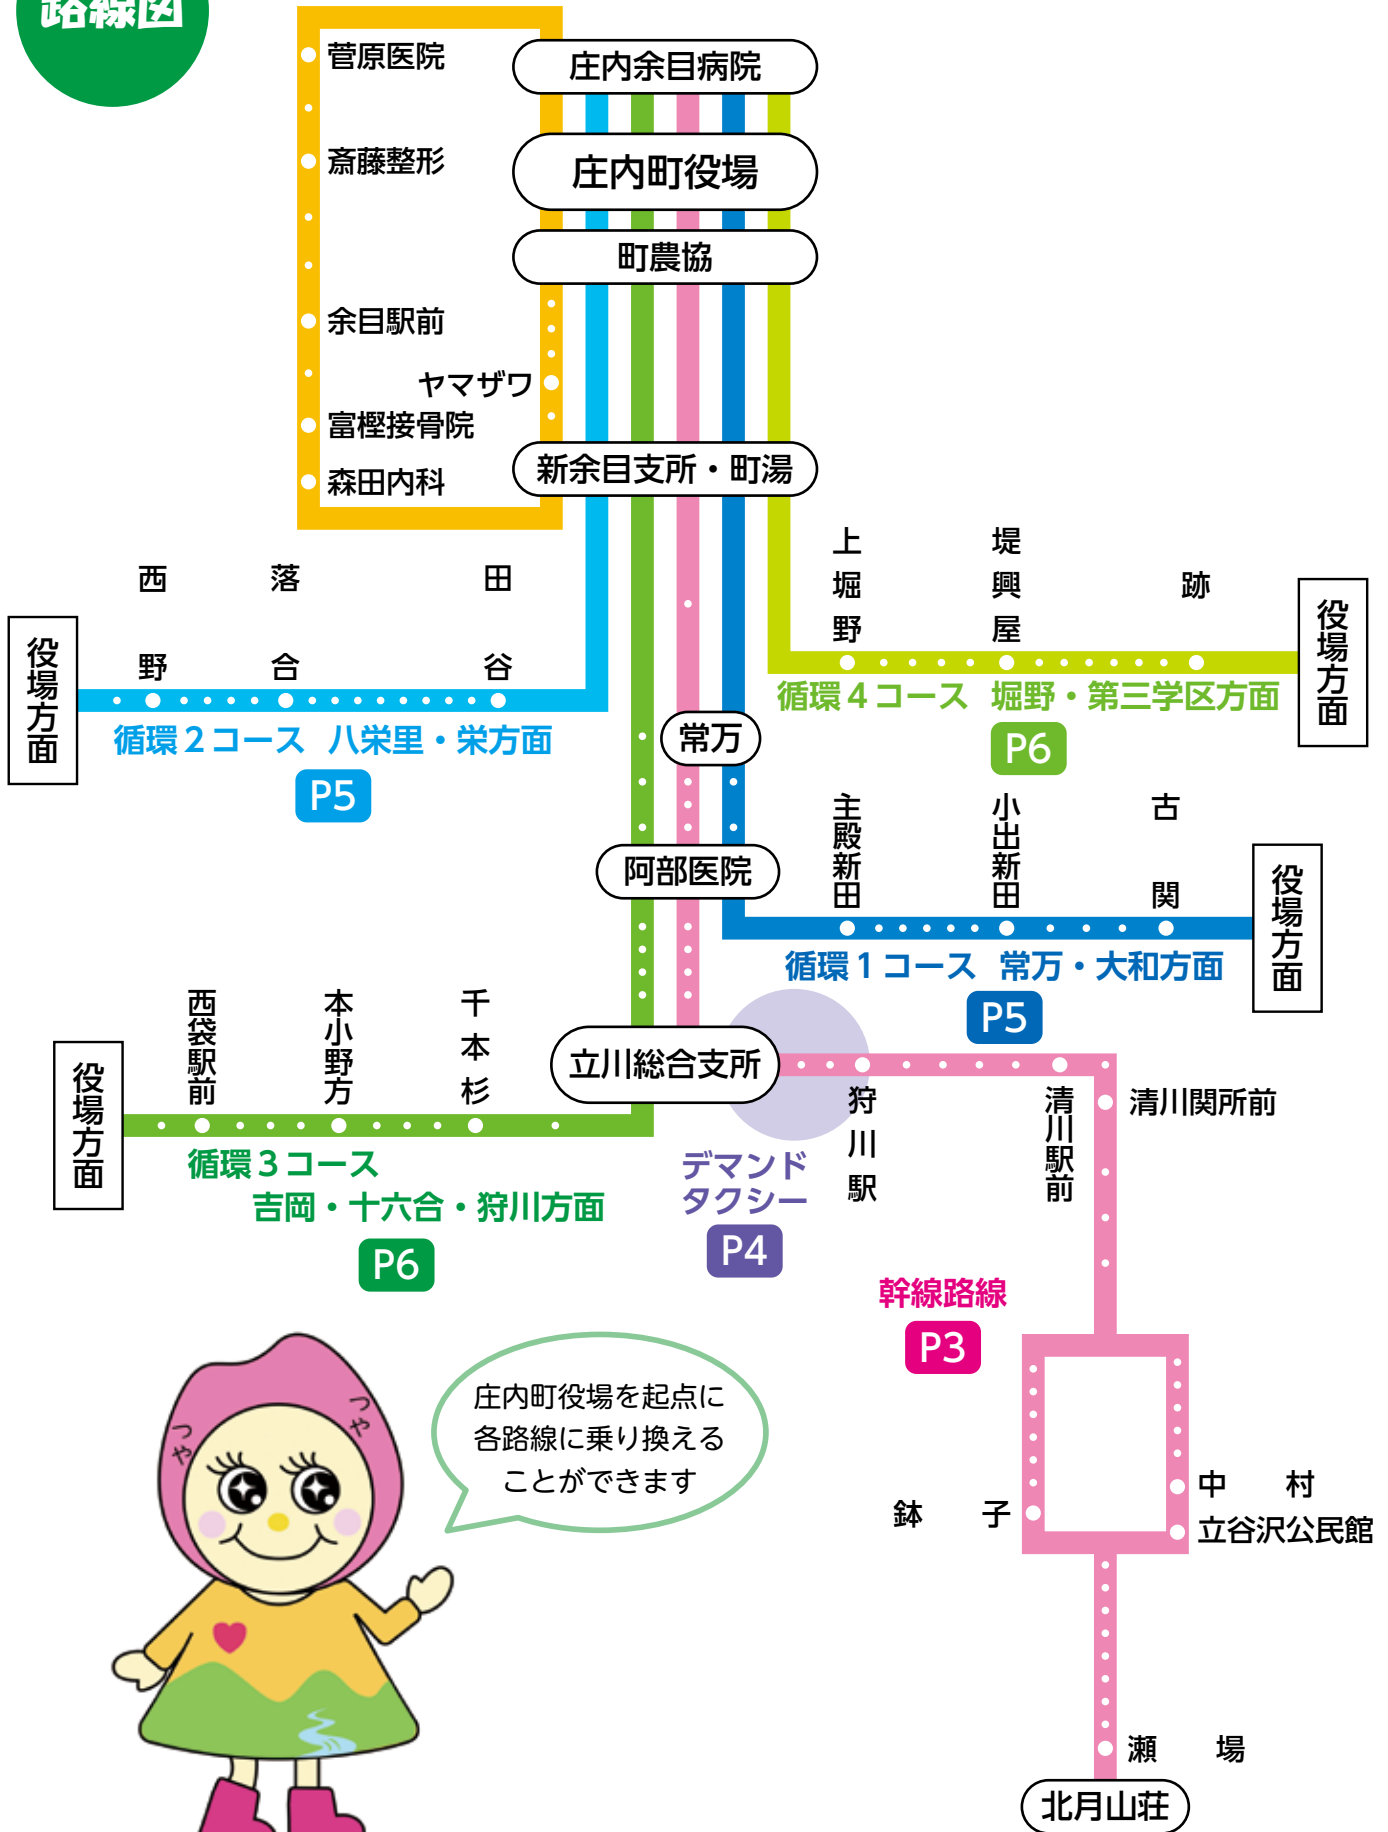 路線図
菅原医院
斎藤整形
余目駅前
ヤマザワ
富樫接骨院
森田内科
庄内余目病院
庄内町役場
町農協
新余目支所・町湯
西野
落合
田谷
役場方面
循環2コース 八栄里・栄方面
P5
上堀野
堤興屋
跡
役場方面
循環4コース 堀野・第三学区方面
P6
常万
阿部医院
主殿新田
小出新田
古関
役場方面
循環1コース 常万・大和方面
P5
西袋駅前
本小野方
千本杉
役場方面
循環3コース
吉岡・十六合・狩川方面
P6
立川総合支所
デマンド
タクシー
P4
狩川駅
清川駅前
清川関所前
幹線路線
P3
中村
立谷沢公民館
鉢子
瀬場
北月山荘
つや
つや
庄内町役場を起点に
各路線に乗り換える
ことができます